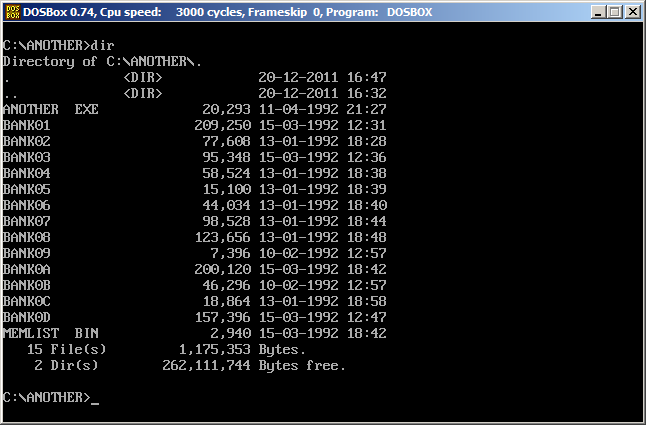 DOS BOX DOSBox 0.74, Cpu speed: 3000 cycles, Frameskip 0, Program: DOSBOX
C:\ANOTHER>dir
Directory of C:\ANOTHER\.
. <DIR> 20-12-2011 16:47
.. <DIR> 20-12-2011 16:32
ANOTHER EXE 20,293 11-04-1992 21:27
BANK01 209,250 15-03-1992 12:31
BANK02 77,608 13-01-1992 18:28
BANK03 95,348 15-03-1992 12:36
BANK04 58,524 13-01-1992 18:38
BANK05 15,100 13-01-1992 18:39
BANK06 44,034 13-01-1992 18:40
BANK07 98,528 13-01-1992 18:44
BANK08 123,656 13-01-1992 18:48
BANK09 7,396 10-02-1992 12:57
BANK0A 200,120 15-03-1992 18:42
BANK0B 46,296 10-02-1992 12:57
BANK0C 18,864 13-01-1992 18:58
BANK0D 157,396 15-03-1992 12:47
MEMLIST BIN 2,940 15-03-1992 18:42
15 File(s) 1,175,353 Bytes.
2 Dir(s) 262,111,744 Bytes free.
C:\ANOTHER>_